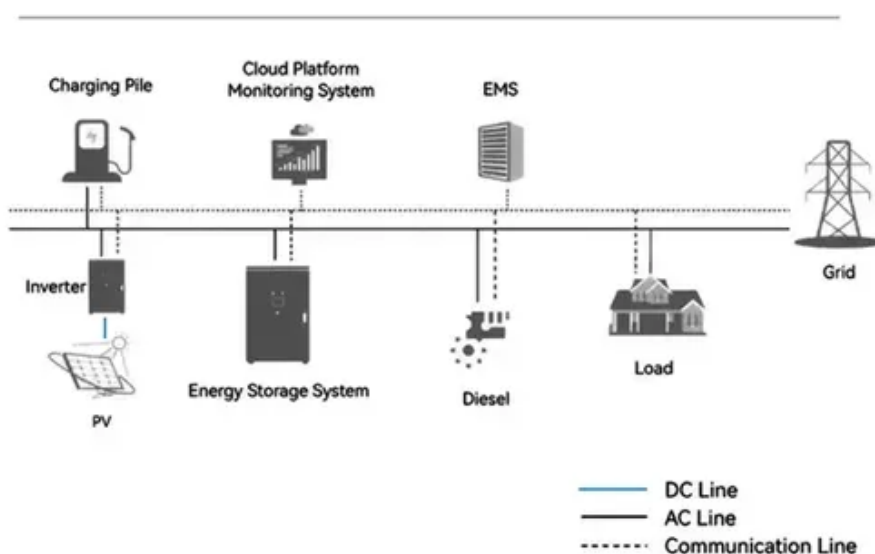 Charging Pile
Cloud Platform
Monitoring System
EMS
Grid
Inverter
PV
Energy Storage System
Diesel
Load
DC Line
AC Line
Communication Line